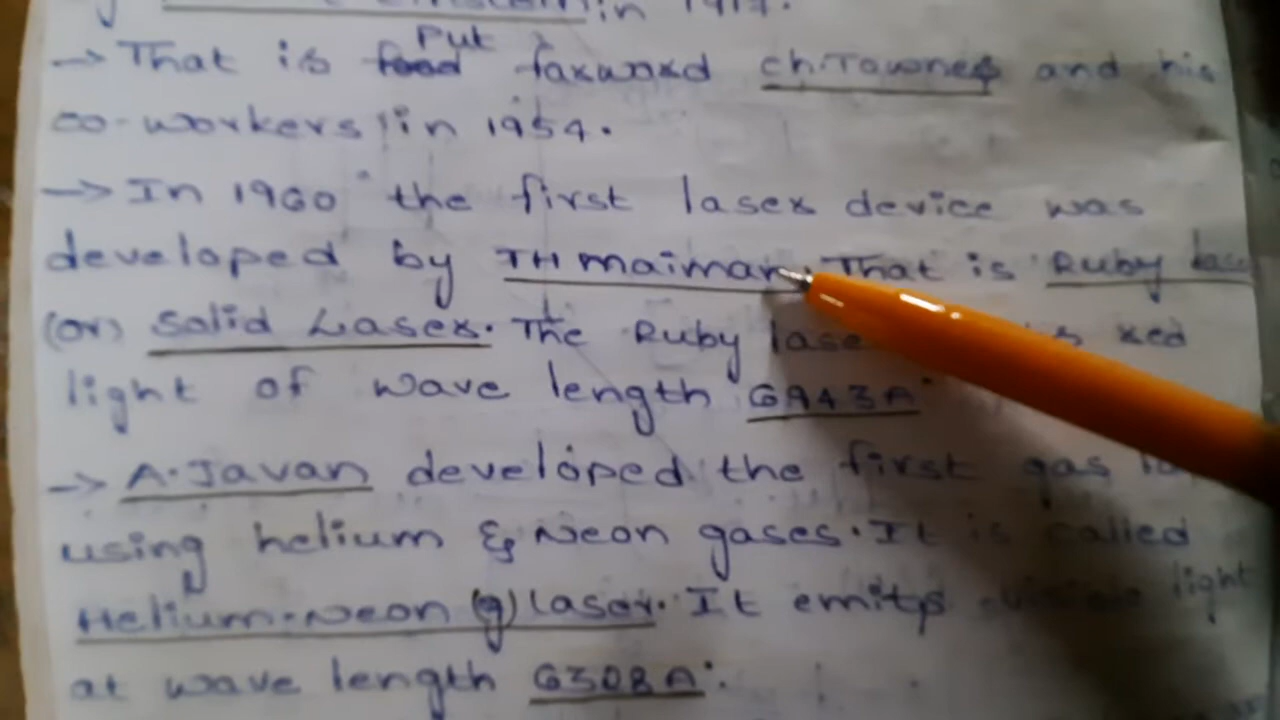 Einstein in 1917.
→ That is Put forward ch.Townes and his
co-workers in 1954.
→ In 1960 the first laser device was
developed by TH maiman. That is Ruby
(or) Solid Laser. The Ruby red
light of wave length 6943A°
→ A.Javan developed the first gas
using helium & Neon gases. It is called
Helium-Neon (g) laser. It emits light
at wave length 6328A°.